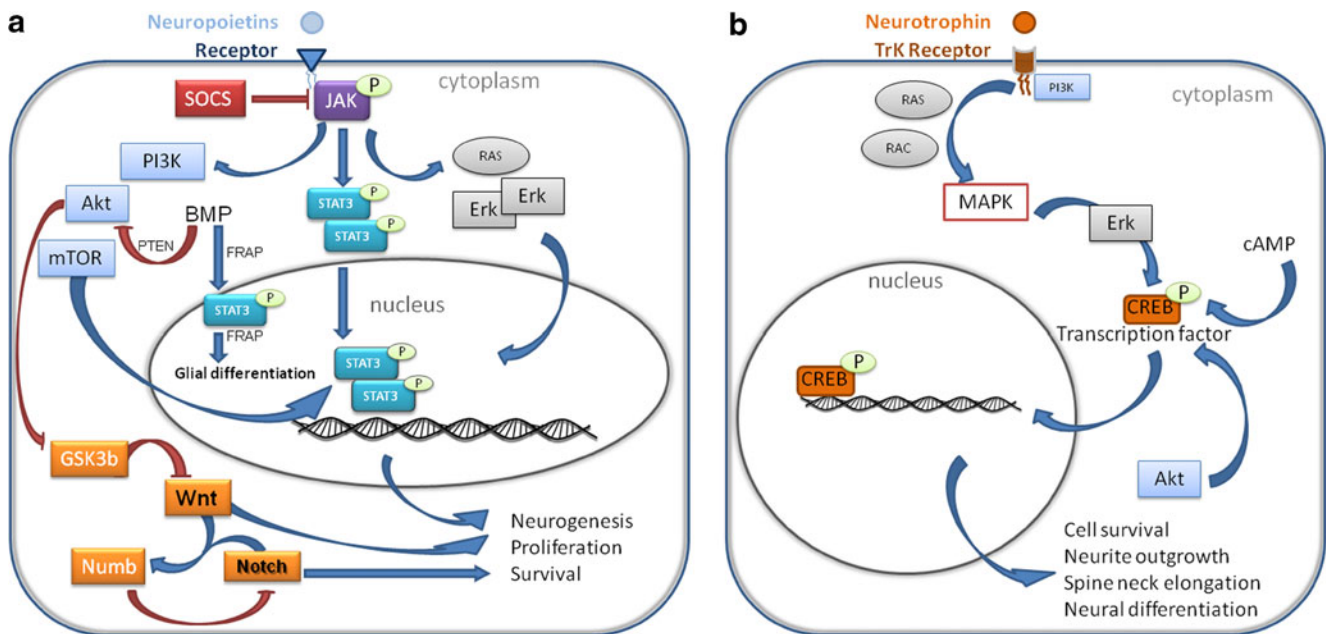 a
Neuropoietins
Receptor
cytoplasm
SOCS
JAK
P
PI3K
RAS
Akt
STAT3
P
Erk
Erk
BMP
STAT3
P
PTEN
mTOR
FRAP
nucleus
STAT3
P
FRAP
Glial differentiation
STAT3
P
STAT3
P
GSK3b
Wnt
Neurogenesis
Proliferation
Survival
Numb
Notch
b
Neurotrophin
TrK Receptor
PI3K
cytoplasm
RAS
RAC
MAPK
Erk
cAMP
nucleus
P
CREB
Transcription factor
P
CREB
Akt
Cell survival
Neurite outgrowth
Spine neck elongation
Neural differentiation